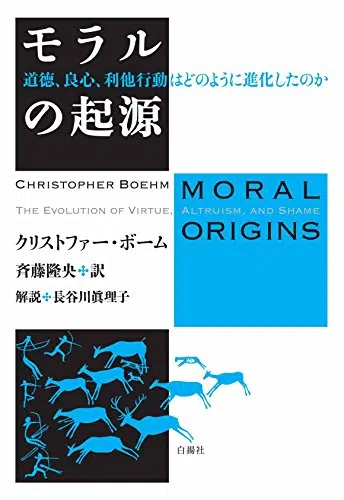 モラル
道徳、良心、利他行動はどのように進化したのか
の起源
CHRISTOPHER BOEHM
MORAL
THE EVOLUTION OF VIRTUE, ALTRUISM, AND SHAME
ORIGINS
クリストファー・ボーム
斉藤隆央✣訳
解説✣長谷川眞理子
白揚社